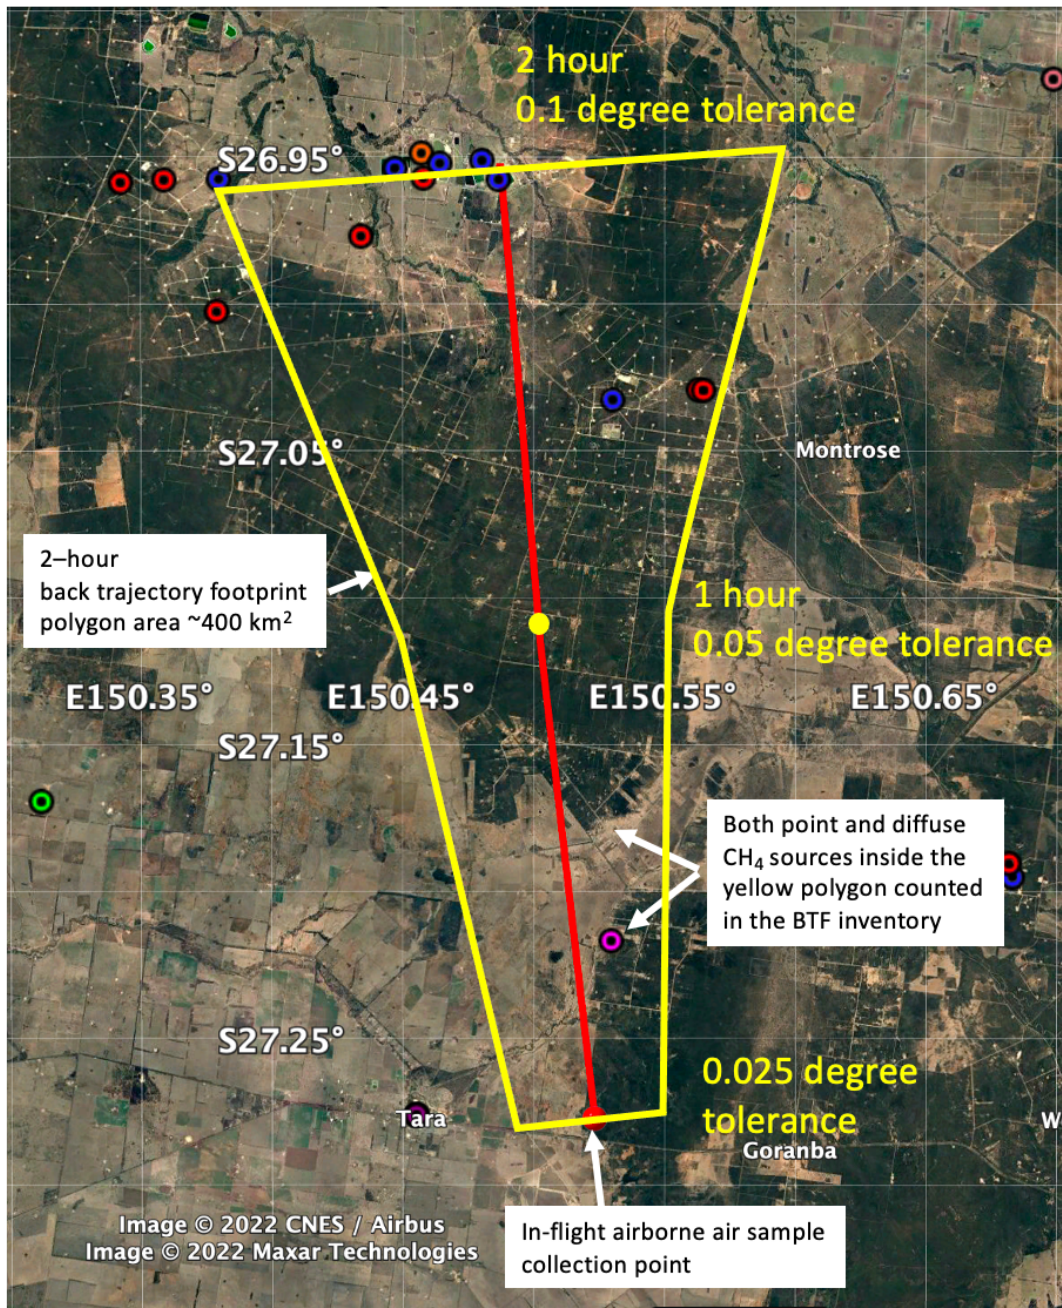 2 hour
0.1 degree tolerance
S26.95°
S27.05°
Montrose
2–hour
back trajectory footprint
polygon area ~400 km²
1 hour
0.05 degree tolerance
E150.35°
E150.45°
E150.55°
E150.65°
S27.15°
Both point and diffuse
CH₄ sources inside the
yellow polygon counted
in the BTF inventory
S27.25°
0.025 degree
tolerance
Tara
Goranba
Image © 2022 CNES / Airbus
Image © 2022 Maxar Technologies
In-flight airborne air sample
collection point